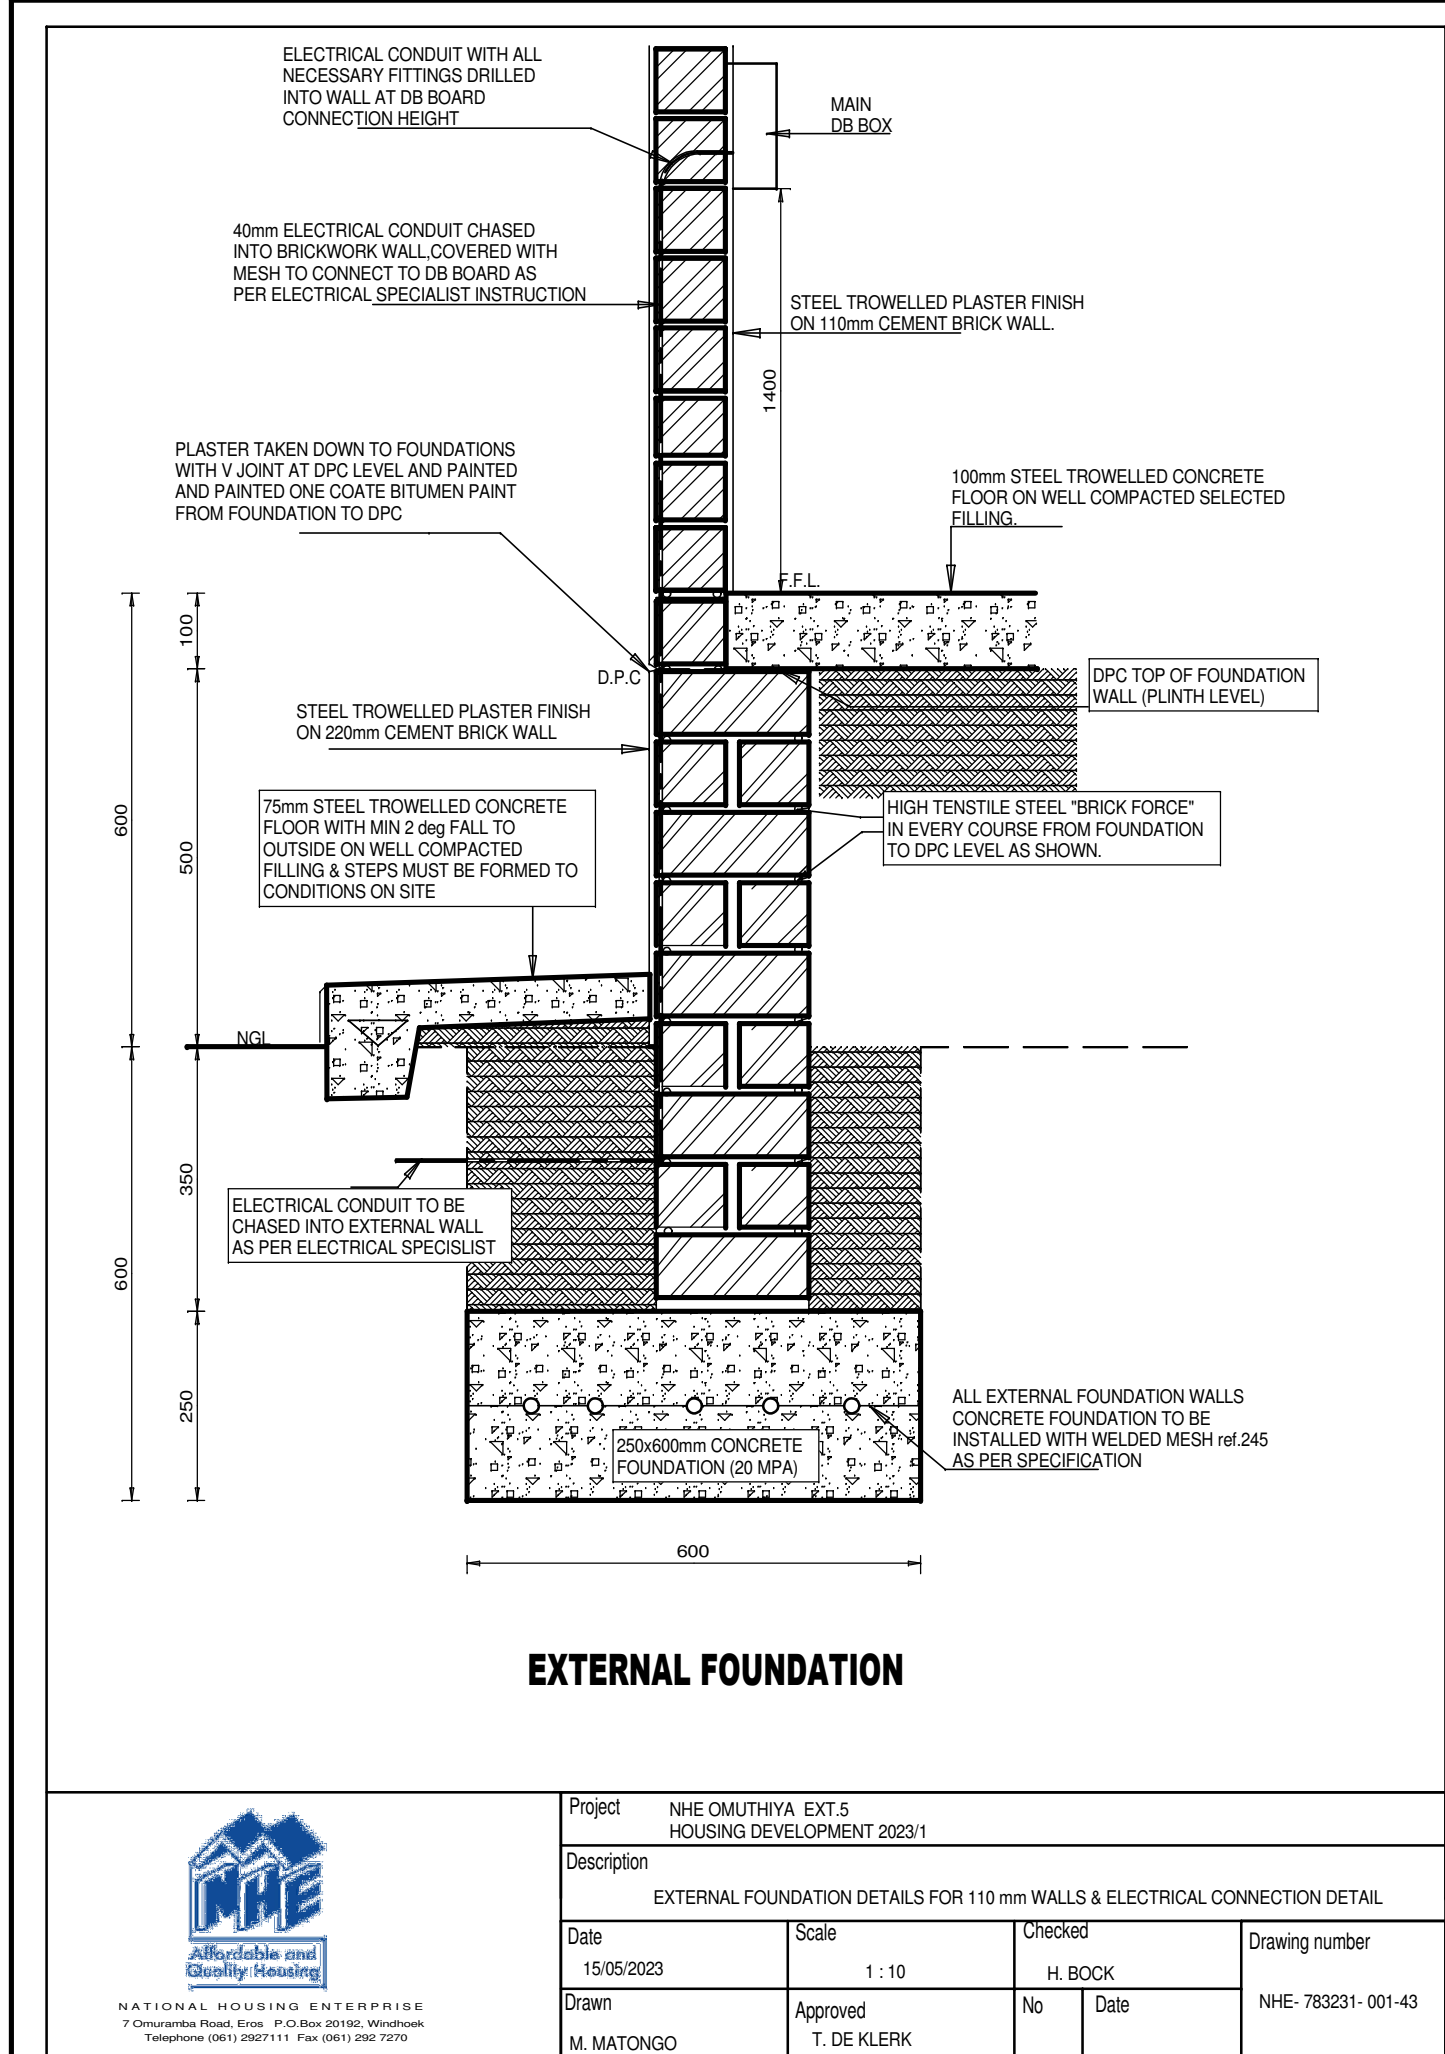 ELECTRICAL CONDUIT WITH ALL
NECESSARY FITTINGS DRILLED
INTO WALL AT DB BOARD
CONNECTION HEIGHT
MAIN
DB BOX
40mm ELECTRICAL CONDUIT CHASED
INTO BRICKWORK WALL,COVERED WITH
MESH TO CONNECT TO DB BOARD AS
PER ELECTRICAL SPECIALIST INSTRUCTION
STEEL TROWELLED PLASTER FINISH
ON 110mm CEMENT BRICK WALL.
1400
PLASTER TAKEN DOWN TO FOUNDATIONS
WITH V JOINT AT DPC LEVEL AND PAINTED
AND PAINTED ONE COATE BITUMEN PAINT
FROM FOUNDATION TO DPC
100mm STEEL TROWELLED CONCRETE
FLOOR ON WELL COMPACTED SELECTED
FILLING.
F.F.L.
100
D.P.C
DPC TOP OF FOUNDATION
WALL (PLINTH LEVEL)
STEEL TROWELLED PLASTER FINISH
ON 220mm CEMENT BRICK WALL
600
500
75mm STEEL TROWELLED CONCRETE
FLOOR WITH MIN 2 deg FALL TO
OUTSIDE ON WELL COMPACTED
FILLING & STEPS MUST BE FORMED TO
CONDITIONS ON SITE
HIGH TENSTILE STEEL "BRICK FORCE"
IN EVERY COURSE FROM FOUNDATION
TO DPC LEVEL AS SHOWN.
NGL
350
600
ELECTRICAL CONDUIT TO BE
CHASED INTO EXTERNAL WALL
AS PER ELECTRICAL SPECISLIST
250
ALL EXTERNAL FOUNDATION WALLS
CONCRETE FOUNDATION TO BE
INSTALLED WITH WELDED MESH ref.245
AS PER SPECIFICATION
250x600mm CONCRETE
FOUNDATION (20 MPA)
600
EXTERNAL FOUNDATION
NHE
Affordable and
Quality Housing
NATIONAL HOUSING ENTERPRISE
7 Omuramba Road, Eros P.O.Box 20192, Windhoek
Telephone (061) 2927111 Fax (061) 292 7270
Project
NHE OMUTHIYA EXT.5
HOUSING DEVELOPMENT 2023/1
Description
EXTERNAL FOUNDATION DETAILS FOR 110 mm WALLS & ELECTRICAL CONNECTION DETAIL
Date
15/05/2023
Scale
1 : 10
Checked
H. BOCK
Drawing number
NHE- 783231- 001-43
Drawn
M. MATONGO
Approved
T. DE KLERK
No
Date